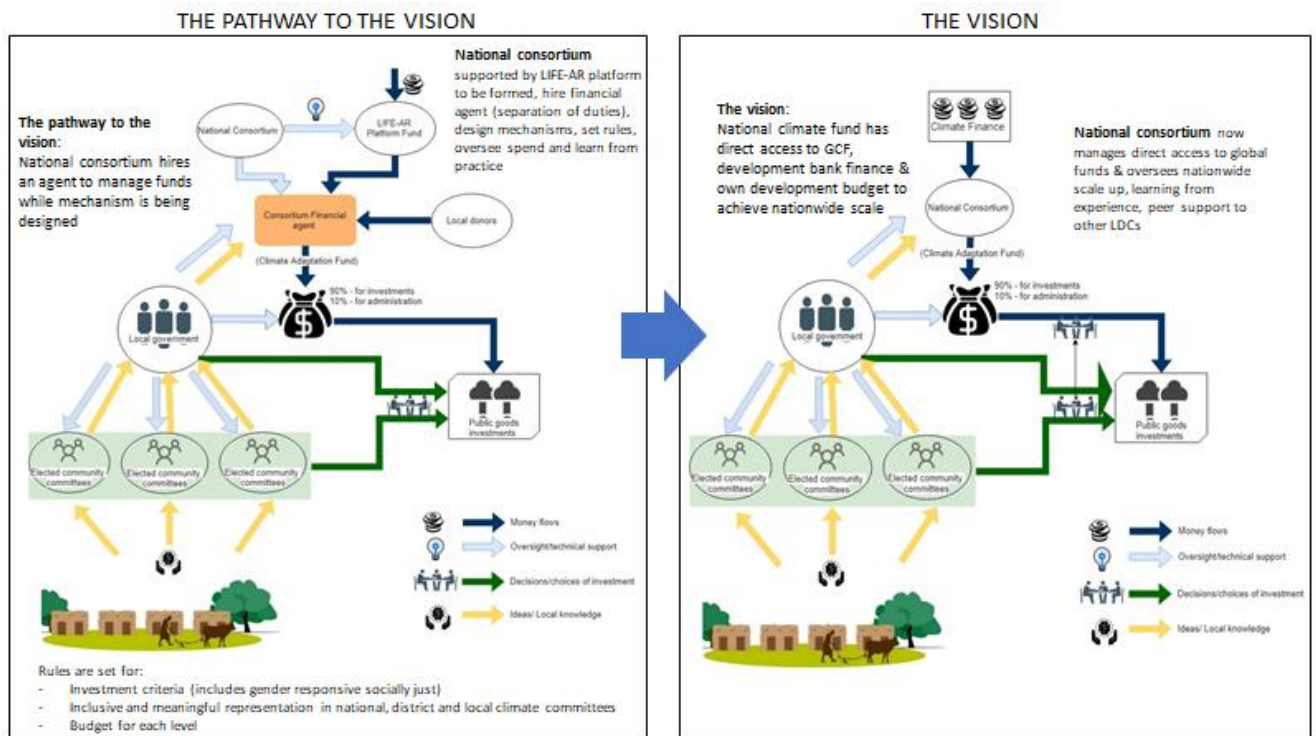 THE PATHWAY TO THE VISION
The pathway to the
vision:
National consortium hires
an agent to manage funds
while mechanism is being
designed
National consortium
supported by LIFE-AR platform
to be formed, hire financial
agent (separation of duties),
design mechanisms, set rules,
oversee spend and learn from
practice
National Consortium
LIFE-AR
Platform Fund
Consortium Financial
agent
Local donors
(Climate Adaptation Fund)
90% - for investments
10% - for administration
Local government
Public goods
investments
Elected community
committees
Elected community
committees
Elected community
committees
Money flows
Oversight/technical support
Decisions/choices of investment
Ideas/ Local knowledge
Rules are set for:
- Investment criteria (includes gender responsive socially just)
- Inclusive and meaningful representation in national, district and local climate committees
- Budget for each level
THE VISION
The vision:
National climate fund has
direct access to GCF,
development bank finance &
own development budget to
achieve nationwide scale
Climate Finance
National consortium now
manages direct access to global
funds & oversees nationwide
scale up, learning from
experience, peer support to
other LDCs
National Consortium
(Climate Adaptation Fund)
90% - for investments
10% - for administration
Local government
Public goods
investments
Elected community
committees
Elected community
committees
Elected community
committees
Money flows
Oversight/technical support
Decisions/choices of investment
Ideas/ Local knowledge